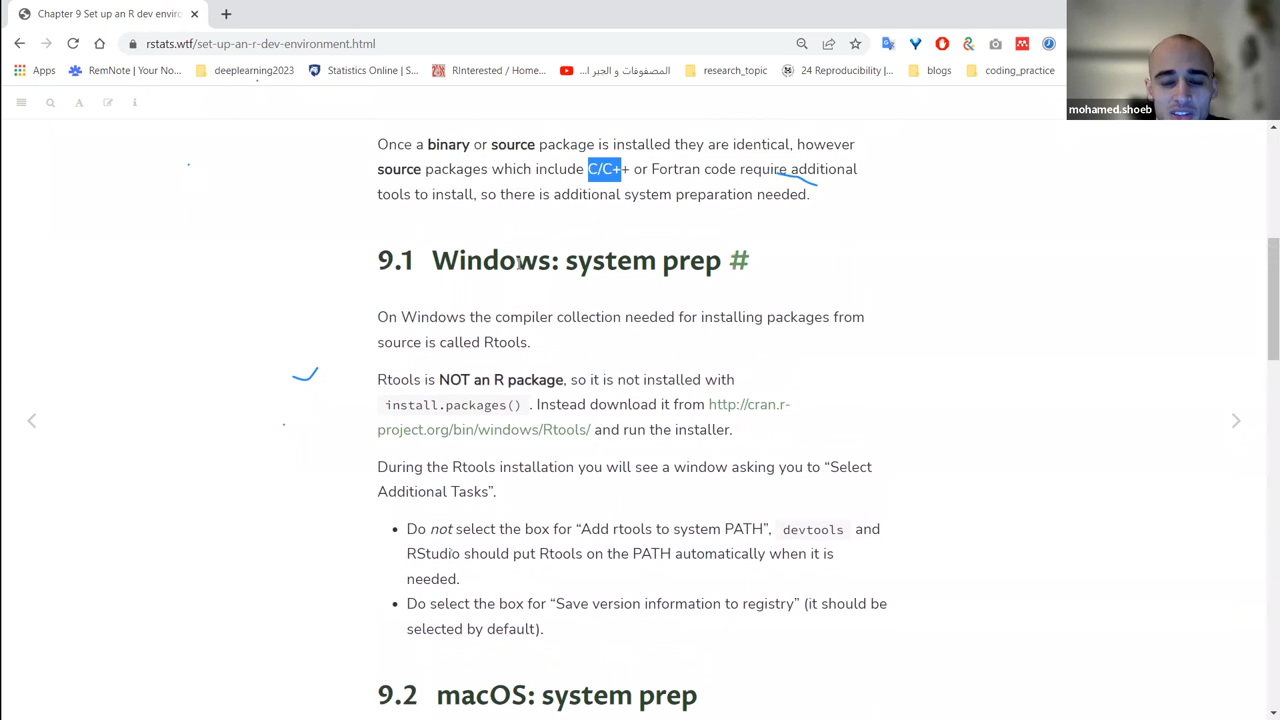 Chapter 9 Set up an R dev enviro
rstats.wtf/set-up-an-r-dev-envirnsment.html
Apps RemNote | Your No... deeplearning2023 Statistics Online | S... RInterested / Home... المصفوفات و الجبر ا... research_topic 24 Reproducibility |... blogs coding_practice
mohamed.shoeb
Once a binary or source package is installed they are identical, however
source packages which include C/C++ or Fortran code require additional
tools to install, so there is additional system preparation needed.
9.1 Windows: system prep #
On Windows the compiler collection needed for installing packages from
source is called Rtools.
Rtools is NOT an R package, so it is not installed with
install.packages() . Instead download it from http://cran.r-
project.org/bin/windows/Rtools/ and run the installer.
During the Rtools installation you will see a window asking you to “Select
Additional Tasks”.
• Do not select the box for “Add rtools to system PATH”, devtools and
RStudio should put Rtools on the PATH automatically when it is
needed.
• Do select the box for “Save version information to registry” (it should be
selected by default).
9.2 macOS: system prep